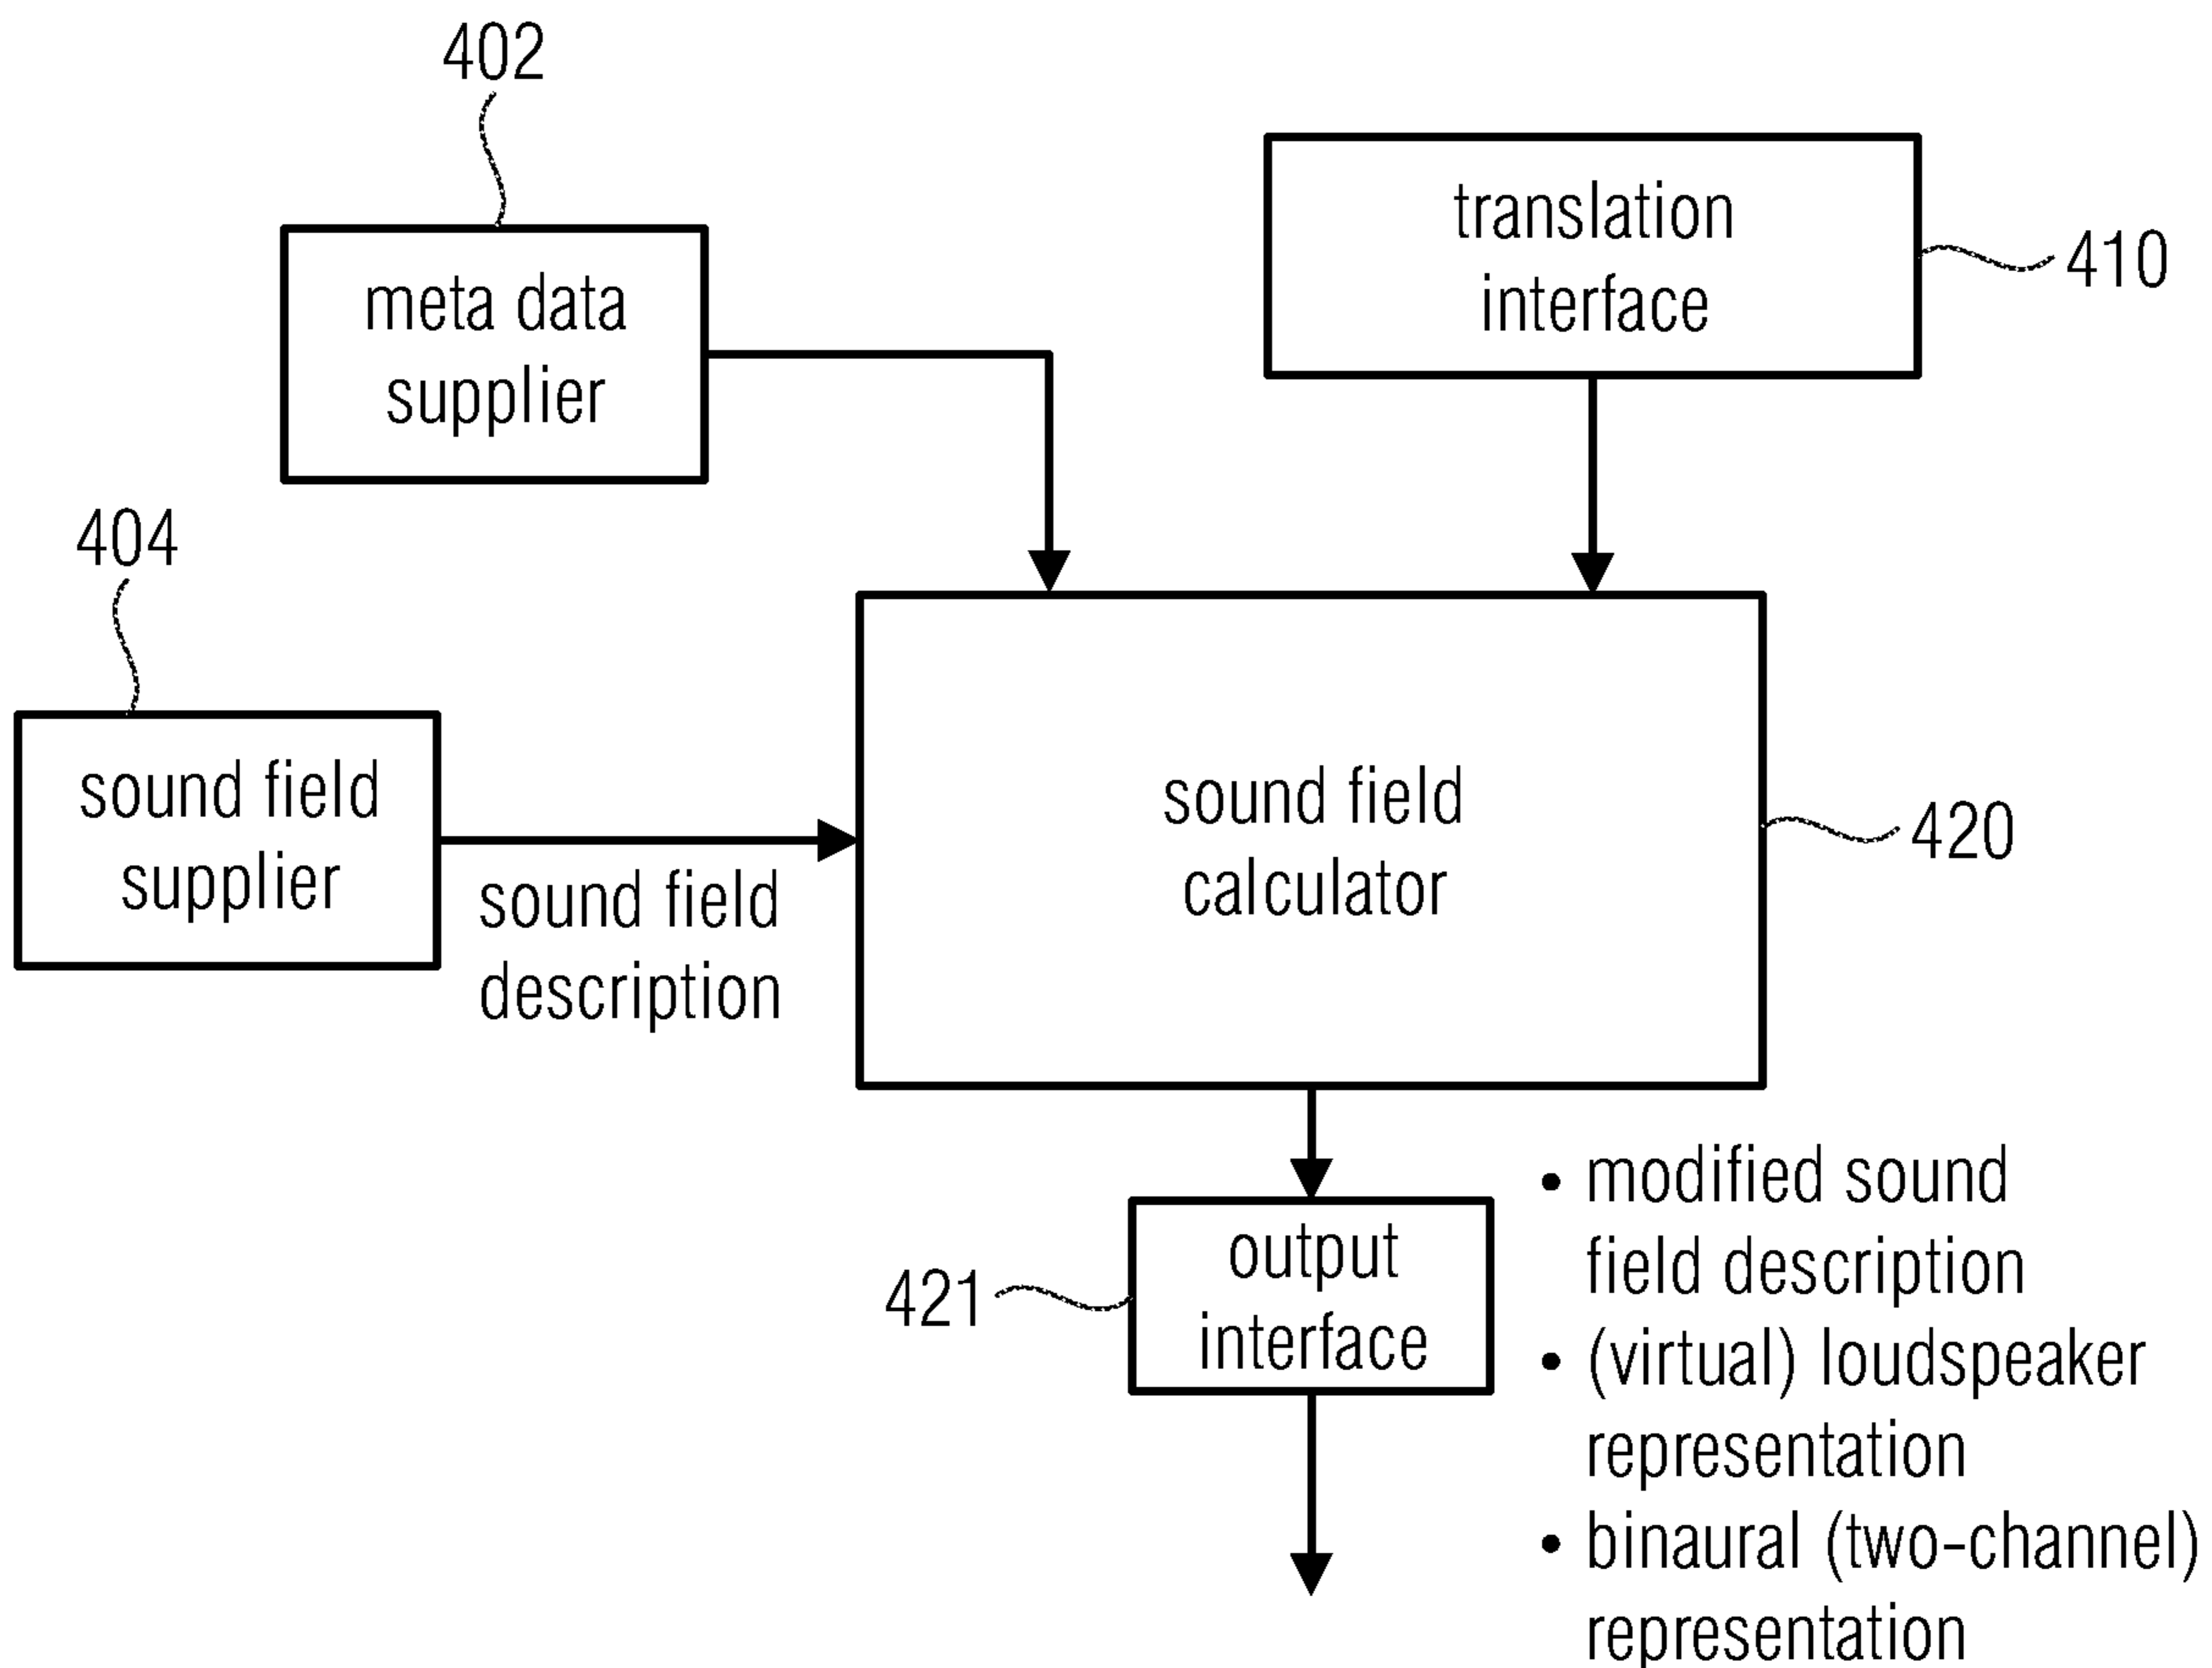 402
translation
interface
410
meta data
supplier
404
sound field
supplier
sound field
description
sound field
calculator
420
output
interface
421
• modified sound
field description
• (virtual) loudspeaker
representation
• binaural (two-channel)
representation